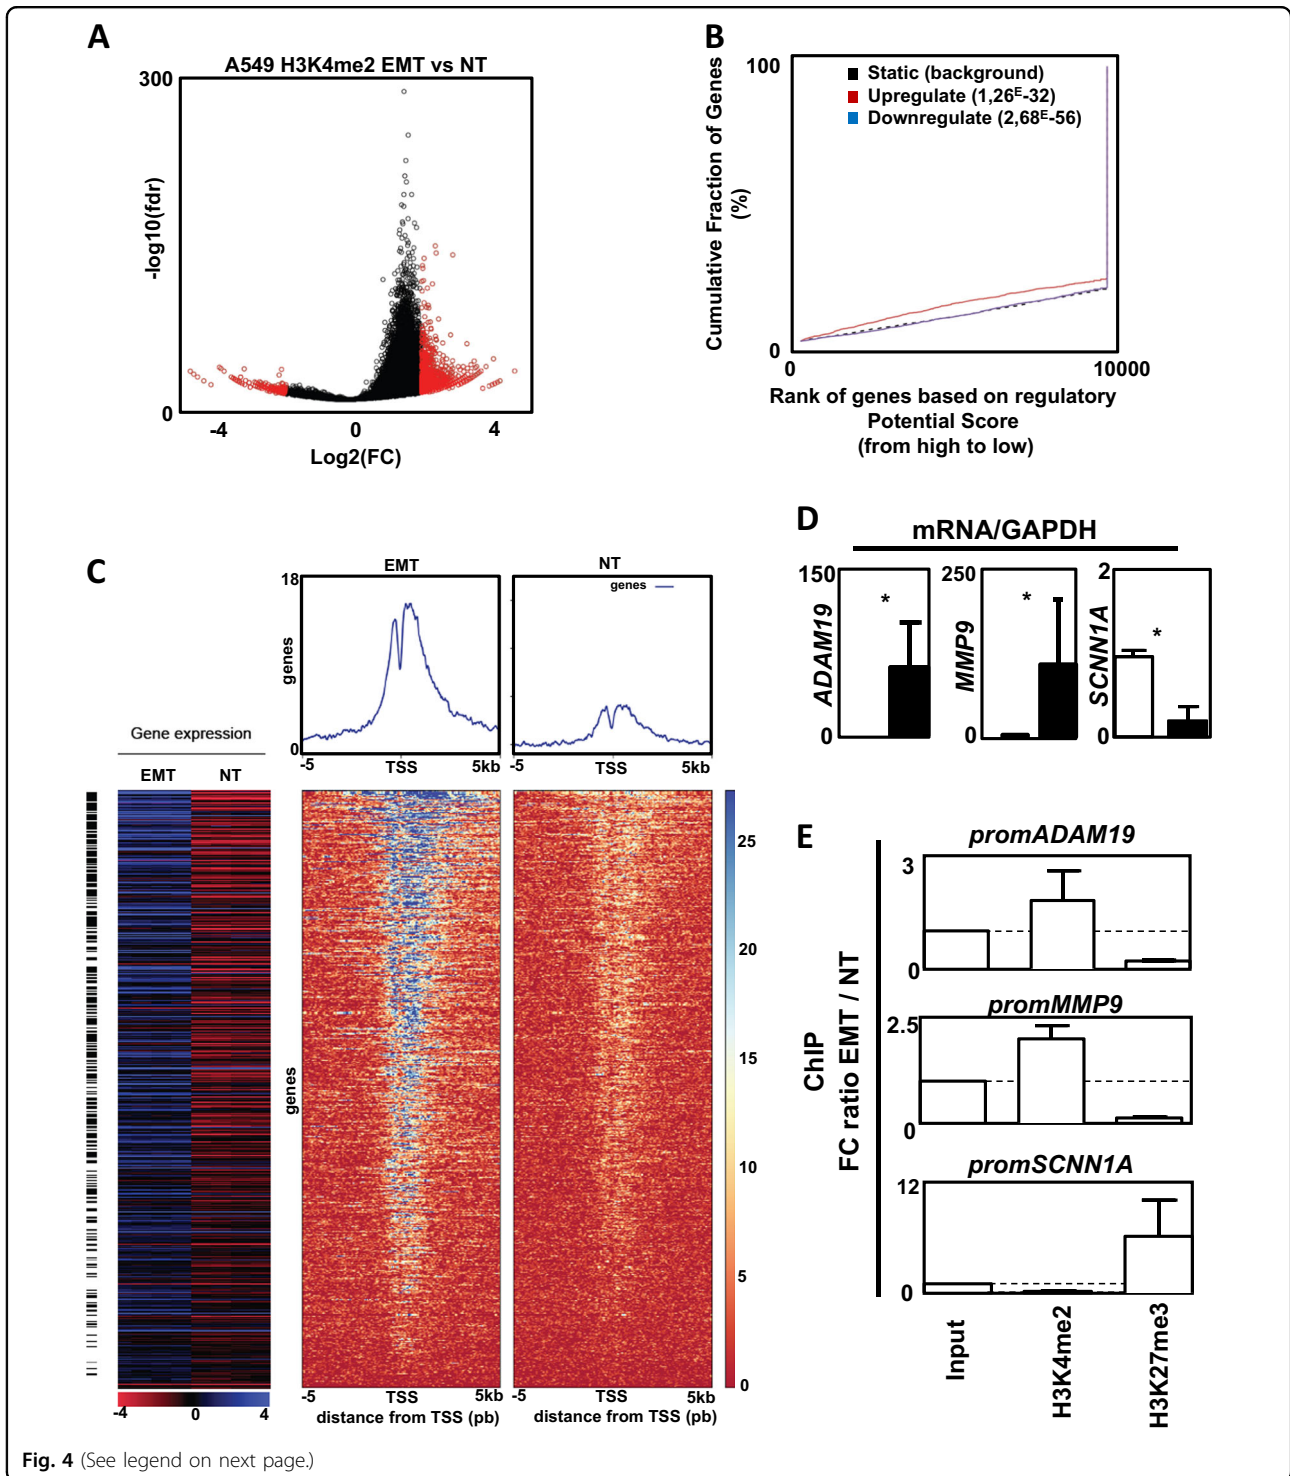 A
A549 H3K4me2 EMT vs NT
300
-log10(fdr)
0
-4
0
4
Log2(FC)
B
100
Cumulative Fraction of Genes
(%)
Static (background)
Upregulate (1,26E-32)
Downregulate (2,68E-56)
0
0
10000
Rank of genes based on regulatory
Potential Score
(from high to low)
C
Gene expression
EMT
NT
-4
0
4
EMT
NT
18
genes
genes
0
-5
TSS
5kb
-5
TSS
5kb
genes
25
20
15
10
5
0
-5
TSS
5kb
-5
TSS
5kb
distance from TSS (pb)
distance from TSS (pb)
D
mRNA/GAPDH
150
ADAM19
*
0
250
MMP9
*
0
2
SCNN1A
*
0
E
ChIP
FC ratio EMT / NT
promADAM19
3
0
promMMP9
2.5
0
promSCNN1A
12
0
Input
H3K4me2
H3K27me3
Fig. 4 (See legend on next page.)